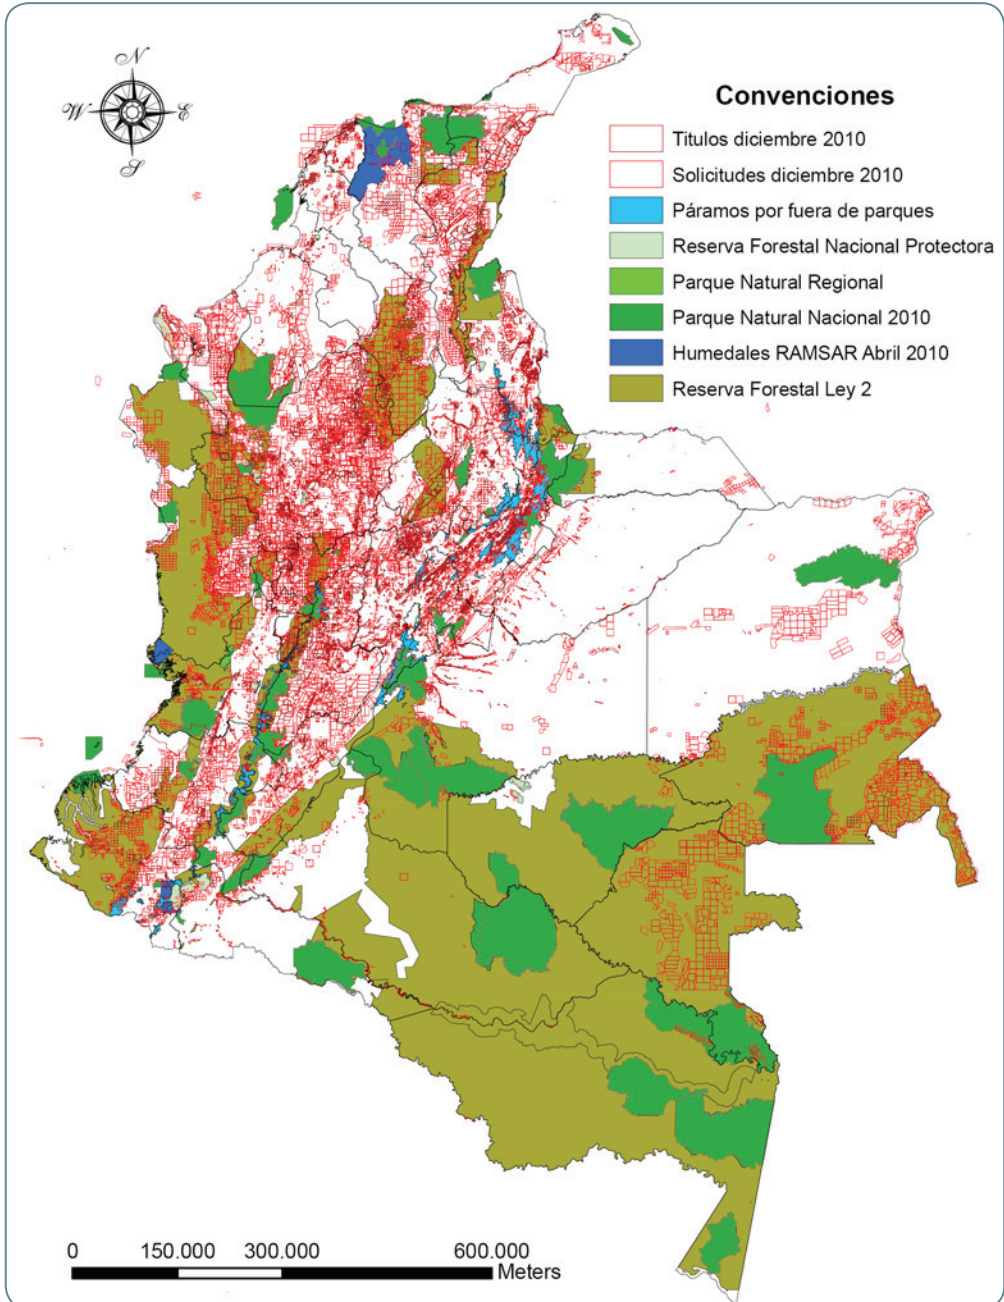 N
W
E
S
Convenciones
Titulos diciembre 2010
Solicitudes diciembre 2010
Páramos por fuera de parques
Reserva Forestal Nacional Protectora
Parque Natural Regional
Parque Natural Nacional 2010
Humedales RAMSAR Abril 2010
Reserva Forestal Ley 2
0 150.000 300.000 600.000
Meters